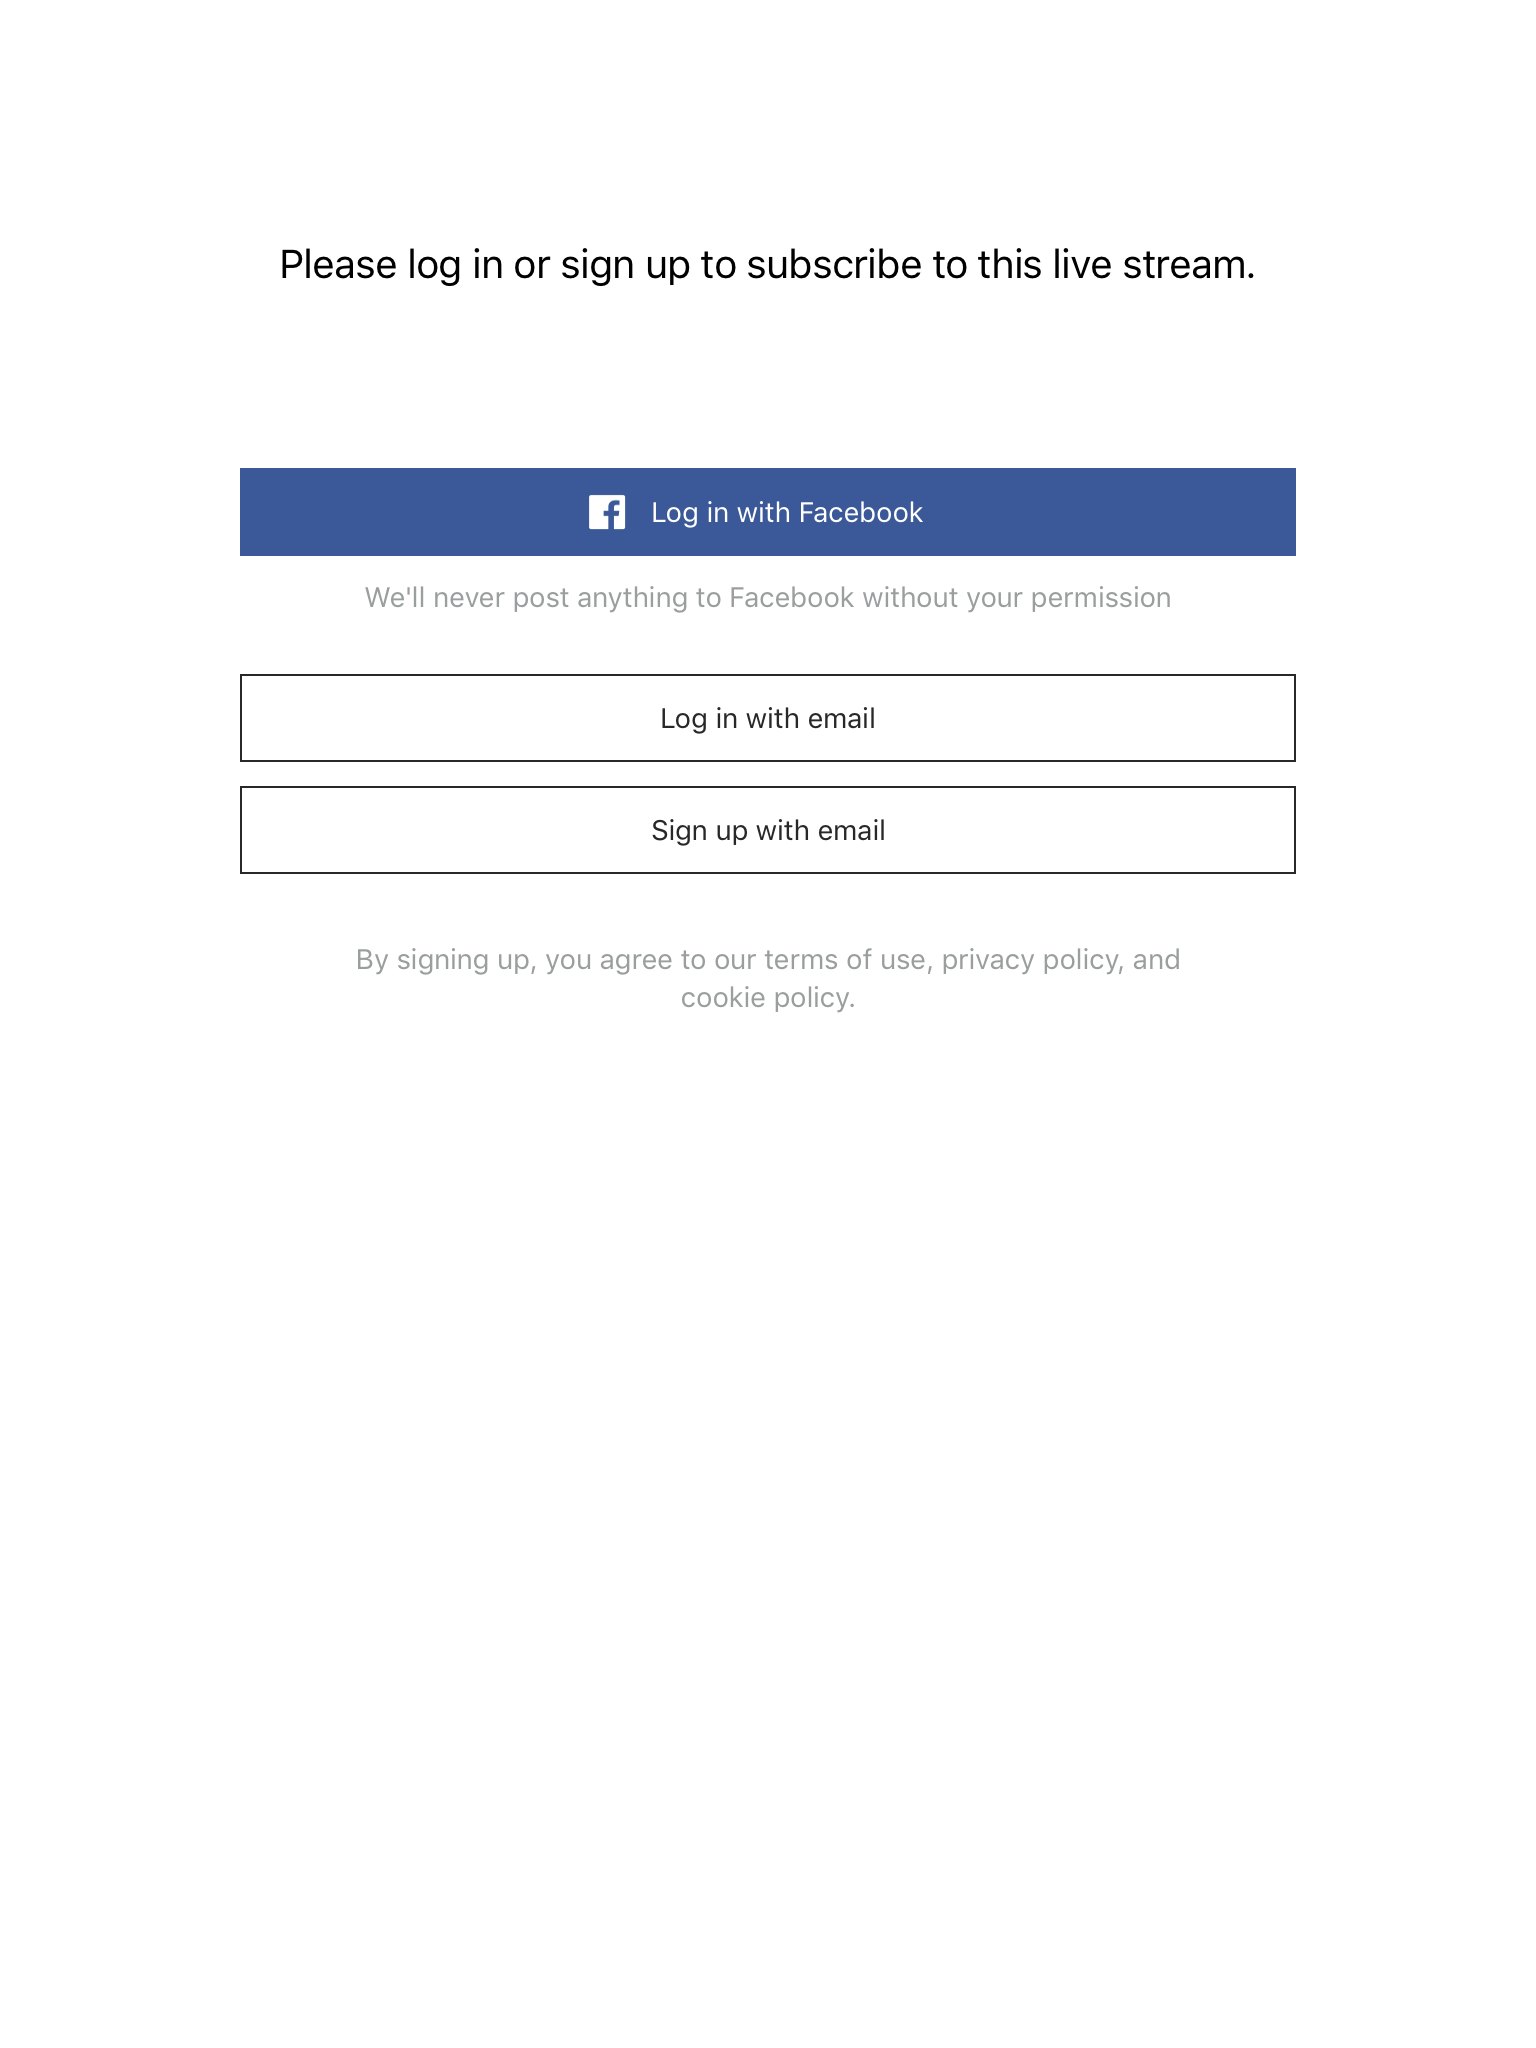 Please log in or sign up to subscribe to this live stream.
Log in with Facebook
We'll never post anything to Facebook without your permission
Log in with email
Sign up with email
By signing up, you agree to our terms of use, privacy policy, and
cookie policy.